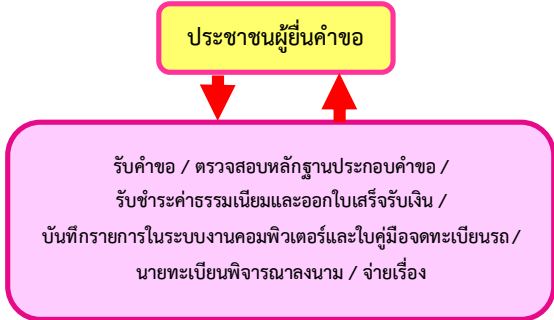 ประชาชนผู้ยื่นคำขอ
รับคำขอ / ตรวจสอบหลักฐานประกอบคำขอ /
รับชำระค่าธรรมเนียมและออกใบเสร็จรับเงิน /
บันทึกรายการในระบบงานคอมพิวเตอร์และใบคู่มือจดทะเบียนรถ /
นายทะเบียนพิจารณาลงนาม / จ่ายเรื่อง